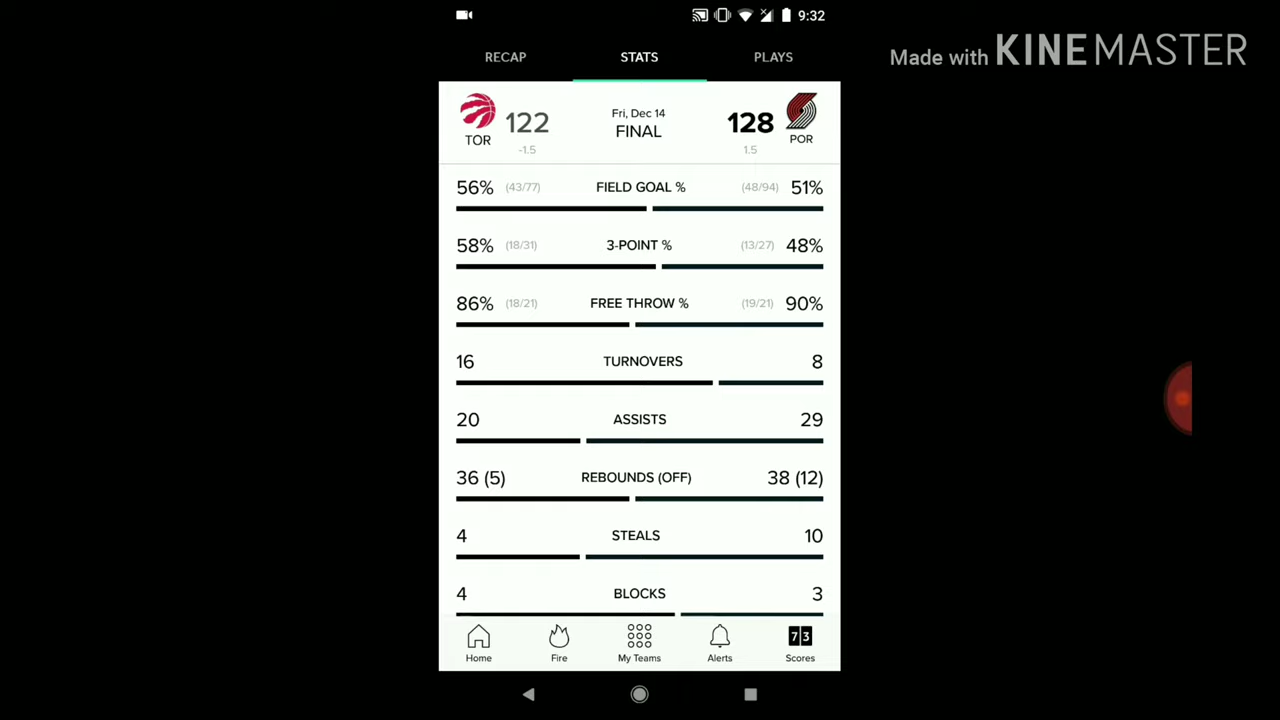 9:32
Made with KINEMASTER
RECAP STATS PLAYS
TOR 122 -1.5 Fri, Dec 14 FINAL 128 1.5 POR
56% (43/77) FIELD GOAL % (48/94) 51%
58% (18/31) 3-POINT % (13/27) 48%
86% (18/21) FREE THROW % (19/21) 90%
16 TURNOVERS 8
20 ASSISTS 29
36 (5) REBOUNDS (OFF) 38 (12)
4 STEALS 10
4 BLOCKS 3
73
Home Fire My Teams Alerts Scores